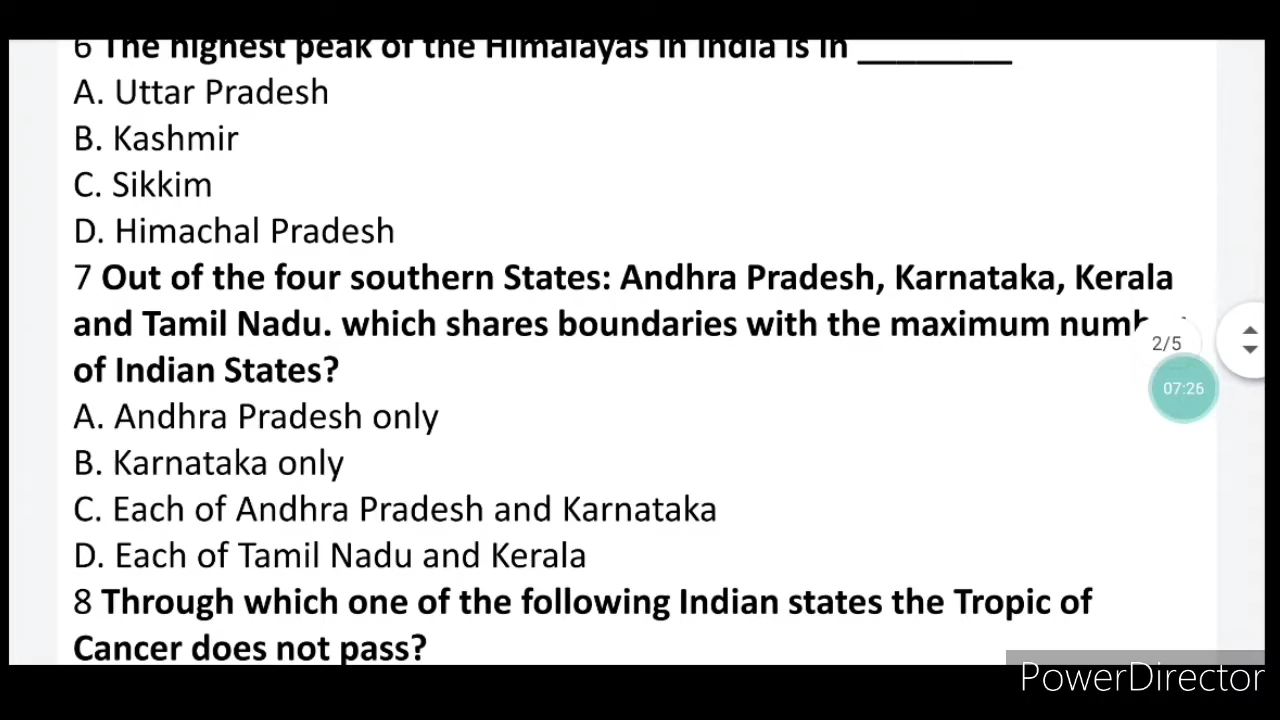 6 The highest peak of the Himalayas in India is in ________
A. Uttar Pradesh
B. Kashmir
C. Sikkim
D. Himachal Pradesh
7 Out of the four southern States: Andhra Pradesh, Karnataka, Kerala
and Tamil Nadu. which shares boundaries with the maximum
2/5
of Indian States?
07:26
A. Andhra Pradesh only
B. Karnataka only
C. Each of Andhra Pradesh and Karnataka
D. Each of Tamil Nadu and Kerala
8 Through which one of the following Indian states the Tropic of
Cancer does not pass?
PowerDirector